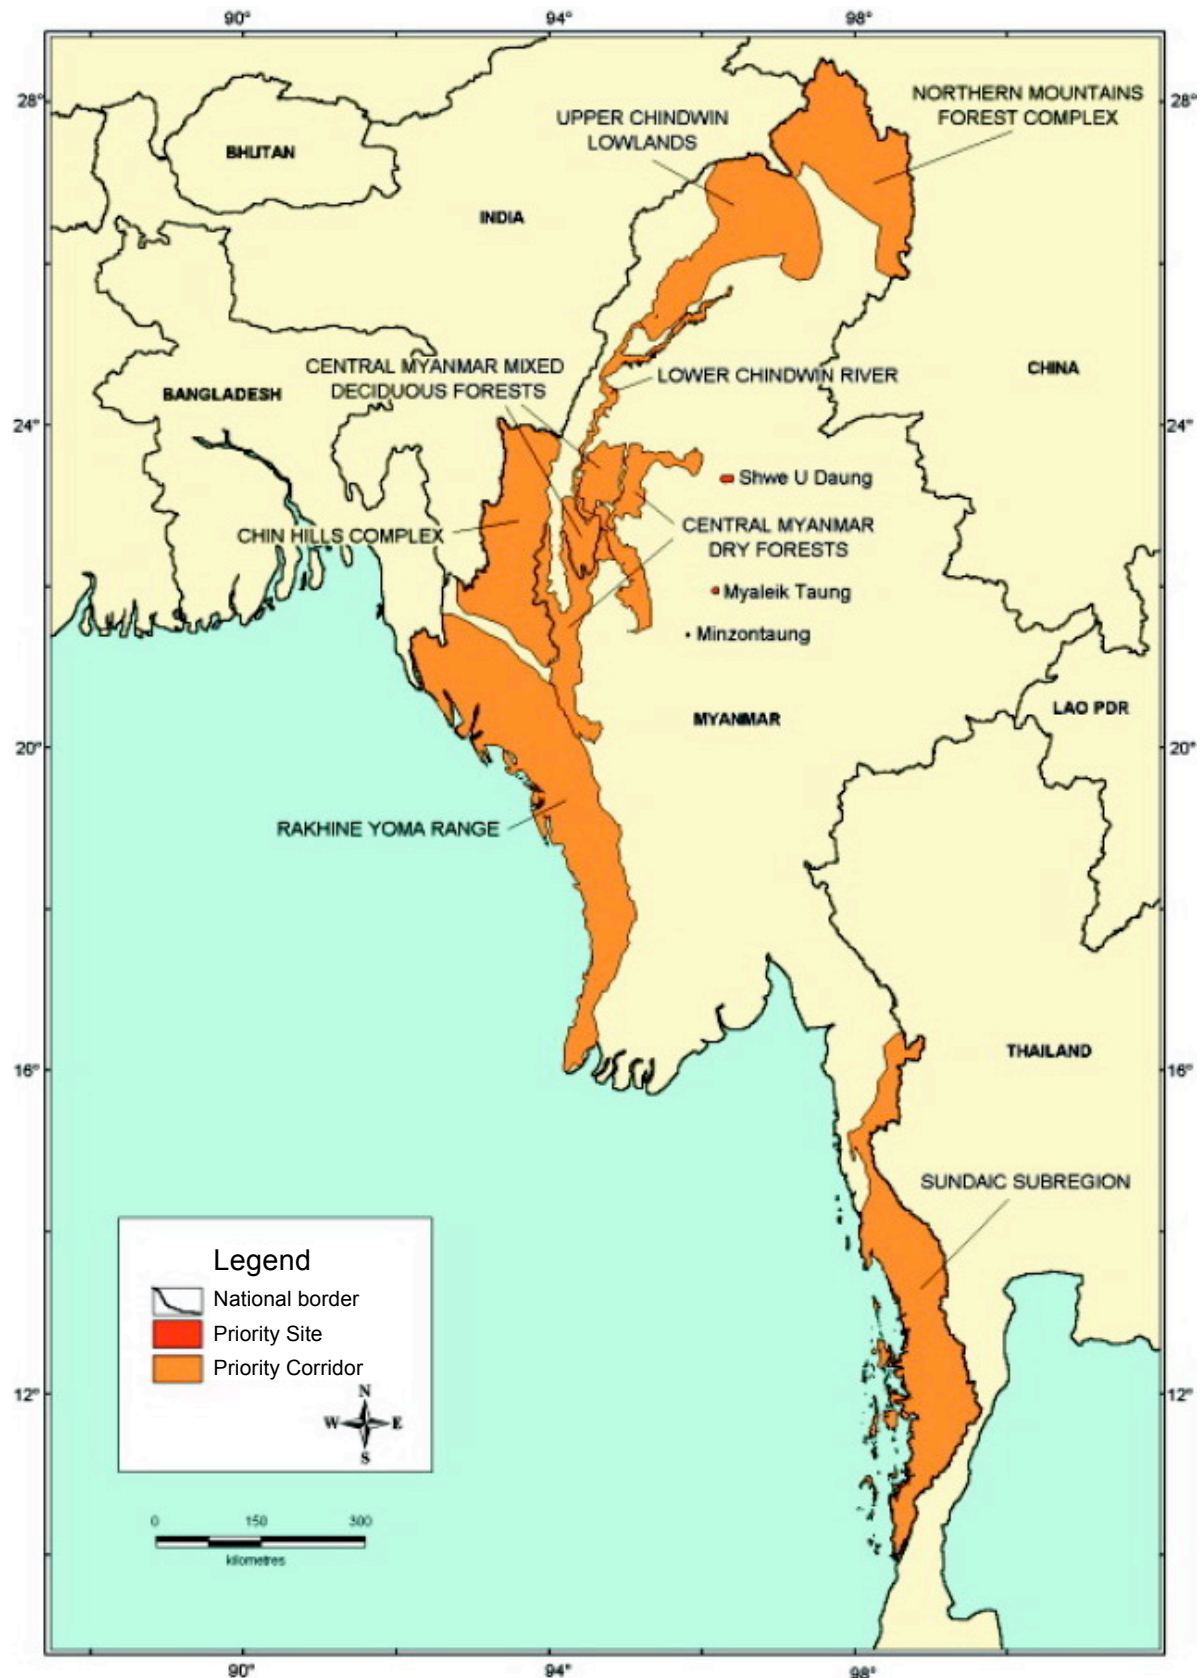 90°
94°
98°
28°
28°
NORTHERN MOUNTAINS
FOREST COMPLEX
UPPER CHINDWIN
LOWLANDS
BHUTAN
INDIA
CENTRAL MYANMAR MIXED
DECIDUOUS FORESTS
LOWER CHINDWIN RIVER
CHINA
BANGLADESH
24°
24°
Shwe U Daung
CHIN HILLS COMPLEX
CENTRAL MYANMAR
DRY FORESTS
Myaleik Taung
Minzontaung
MYANMAR
LAO PDR
20°
20°
RAKHINE YOMA RANGE
THAILAND
16°
16°
SUNDAIC SUBREGION
Legend
National border
Priority Site
Priority Corridor
N
W
E
S
12°
12°
0
150
300
kilometres
90°
94°
98°